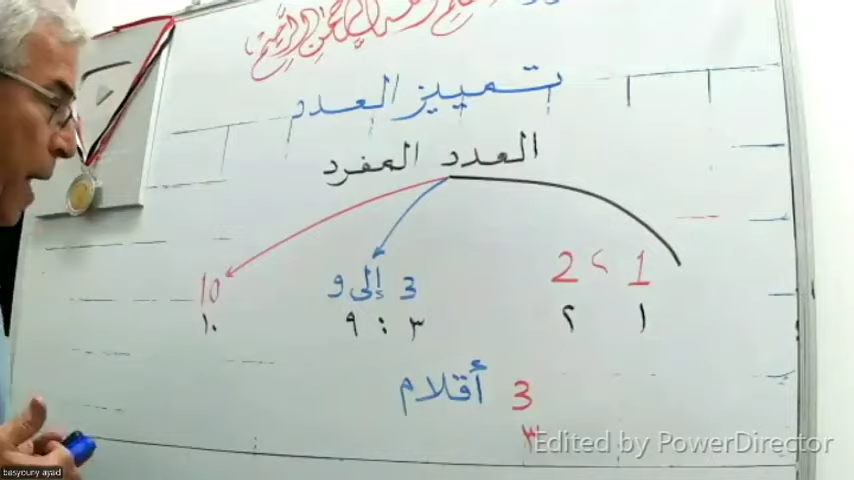 بسم الله الرحمن الرحيم
تمييز العدد
العدد المفرد
1 ، 2
3 إلى 9
10
١ ٢
٣ : ٩
١٠
3 أقلام
٣
Edited by PowerDirector
basyouny ayad